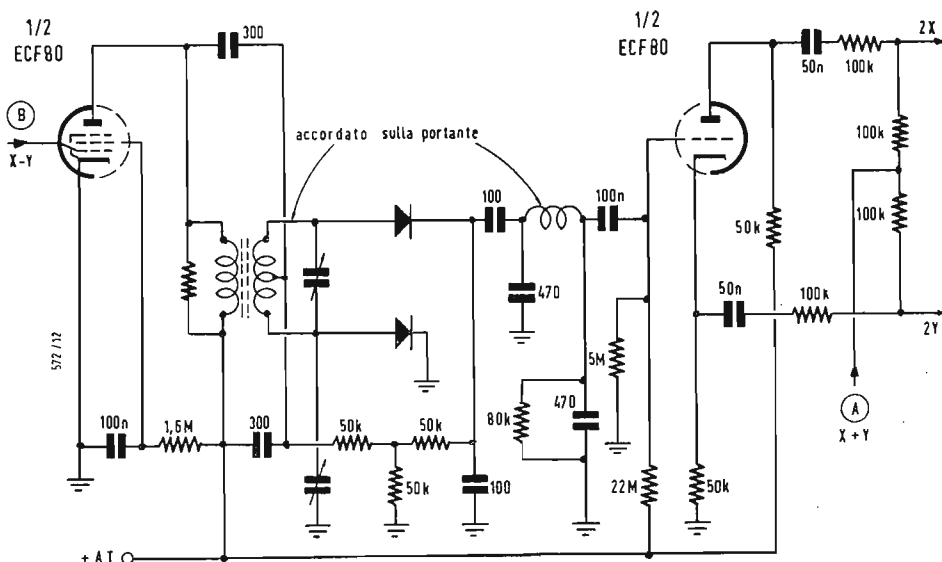 1/2
ECF80
300
1/2
ECF80
50n
100k
2X
B
X-Y
accordato sulla portante
100k
100
100n
100k
50k
470
50n
100k
2Y
572/12
5M
A
X+Y
80k
470
100n
1,6M
300
50k
50k
50k
100
22M
50k
+ A.T.